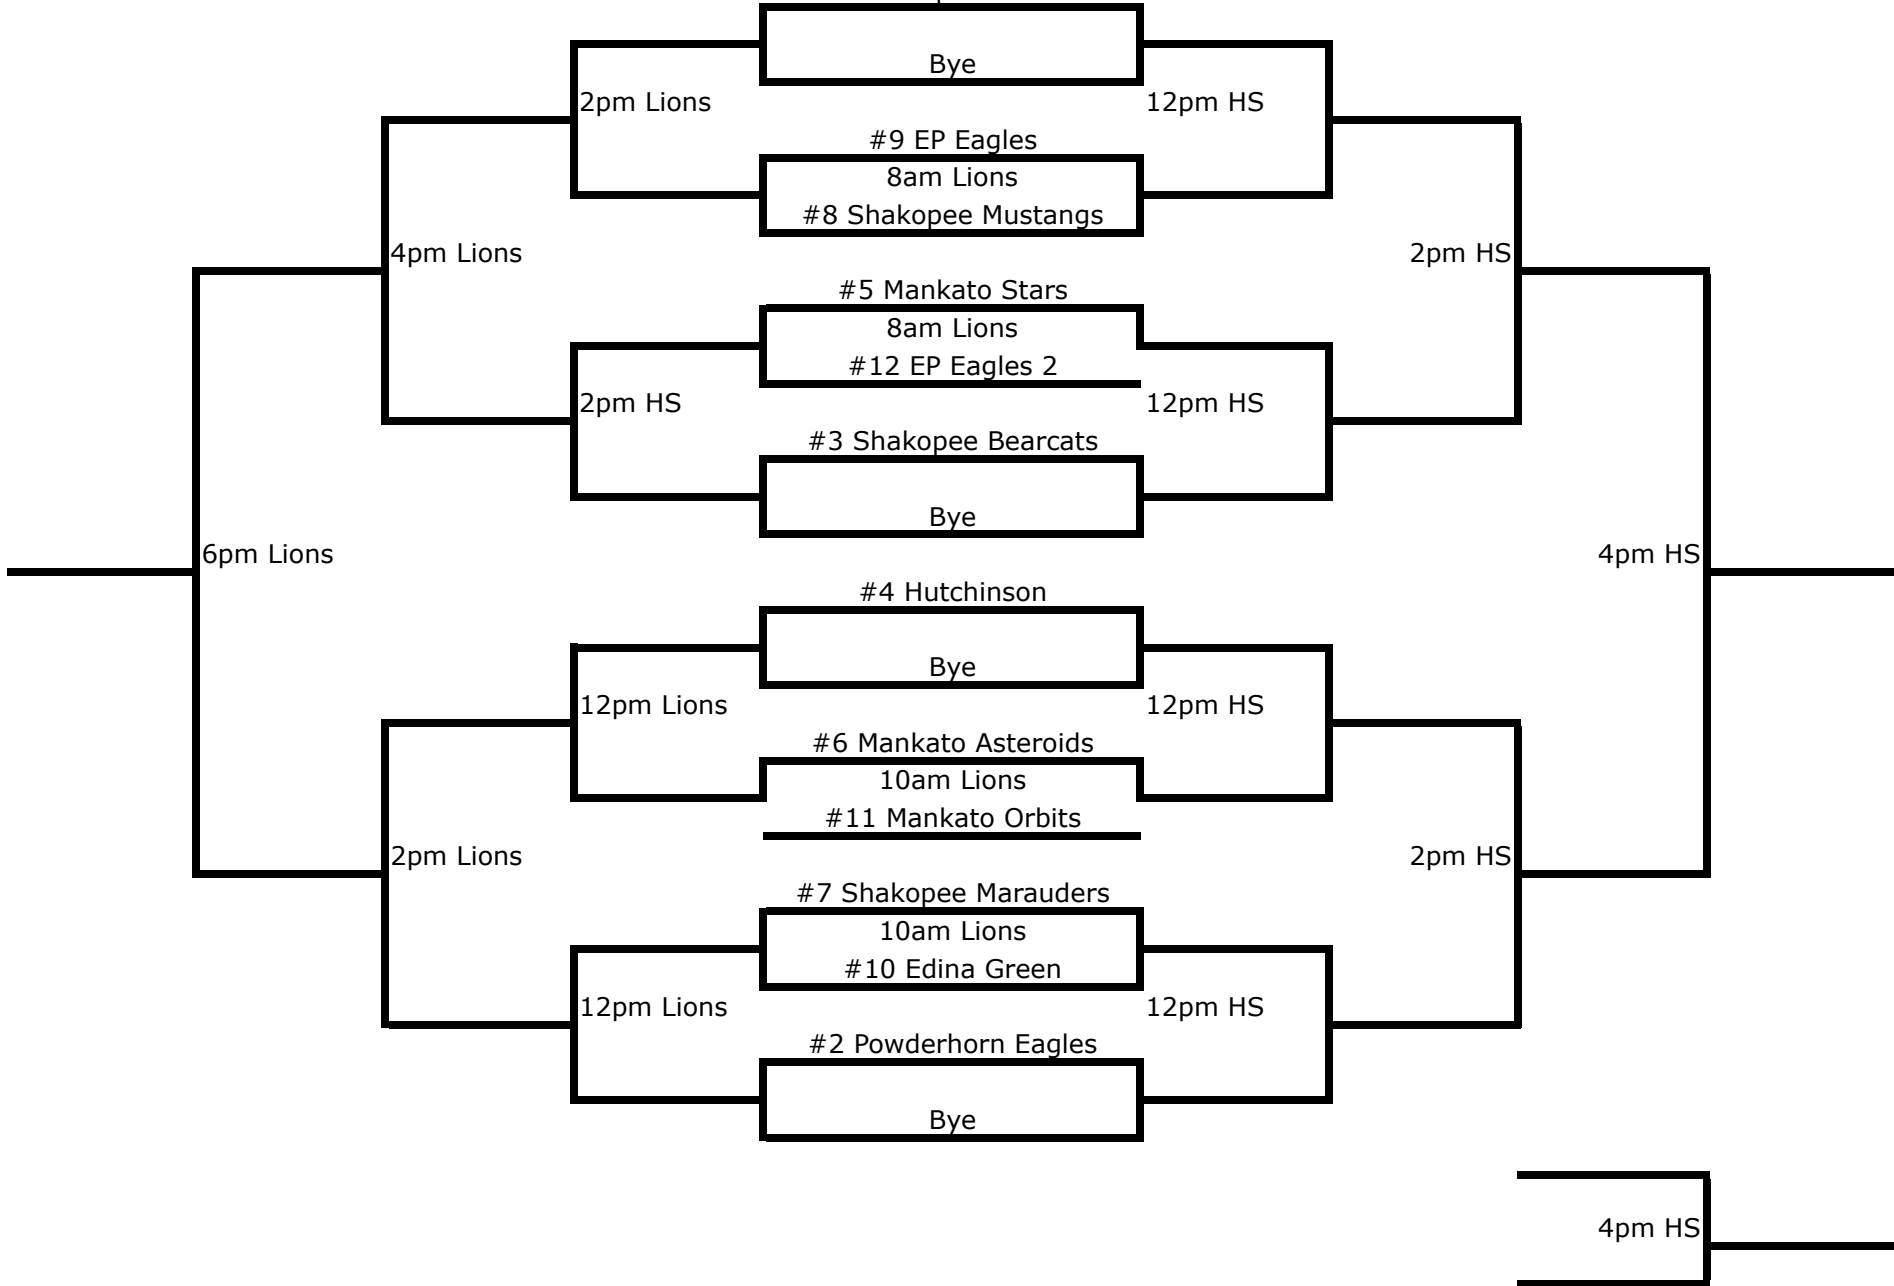 Bye
2pm Lions
12pm HS
#9 EP Eagles
8am Lions
#8 Shakopee Mustangs
4pm Lions
2pm HS
#5 Mankato Stars
8am Lions
#12 EP Eagles 2
2pm HS
12pm HS
#3 Shakopee Bearcats
Bye
6pm Lions
4pm HS
#4 Hutchinson
Bye
12pm Lions
12pm HS
#6 Mankato Asteroids
10am Lions
#11 Mankato Orbits
2pm Lions
2pm HS
#7 Shakopee Marauders
10am Lions
#10 Edina Green
12pm Lions
12pm HS
#2 Powderhorn Eagles
Bye
4pm HS